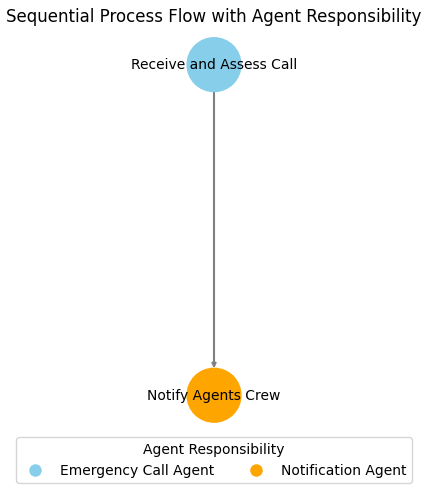 Sequential Process Flow with Agent Responsibility
Receive and Assess Call
Notify Agents Crew
Agent Responsibility
Emergency Call Agent
Notification Agent